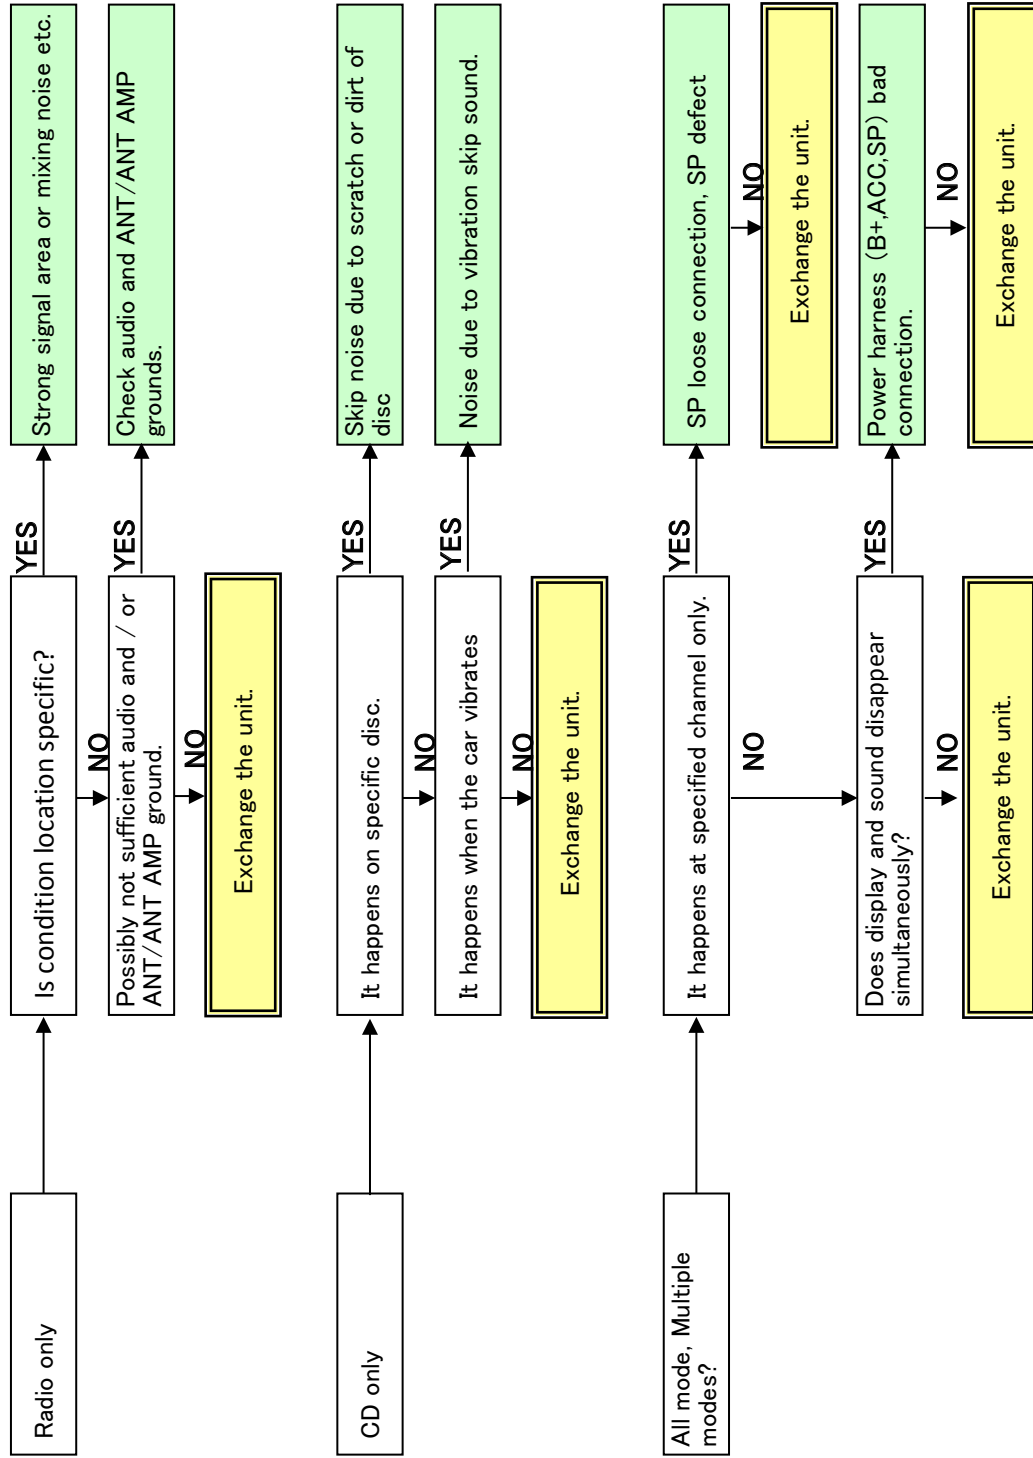 Radio only
Is condition location specific?
YES
Strong signal area or mixing noise etc.
NO
Possibly not sufficient audio and / or
ANT/ANT AMP ground.
YES
Check audio and ANT/ANT AMP
grounds.
NO
Exchange the unit.
CD only
It happens on specific disc.
YES
Skip noise due to scratch or dirt of
disc
NO
It happens when the car vibrates
YES
Noise due to vibration skip sound.
NO
Exchange the unit.
All mode, Multiple
modes?
It happens at specified channel only.
YES
SP loose connection, SP defect
NO
Exchange the unit.
NO
Does display and sound disappear
simultaneously?
YES
Power harness (B+,ACC,SP) bad
connection.
NO
Exchange the unit.
NO
Exchange the unit.